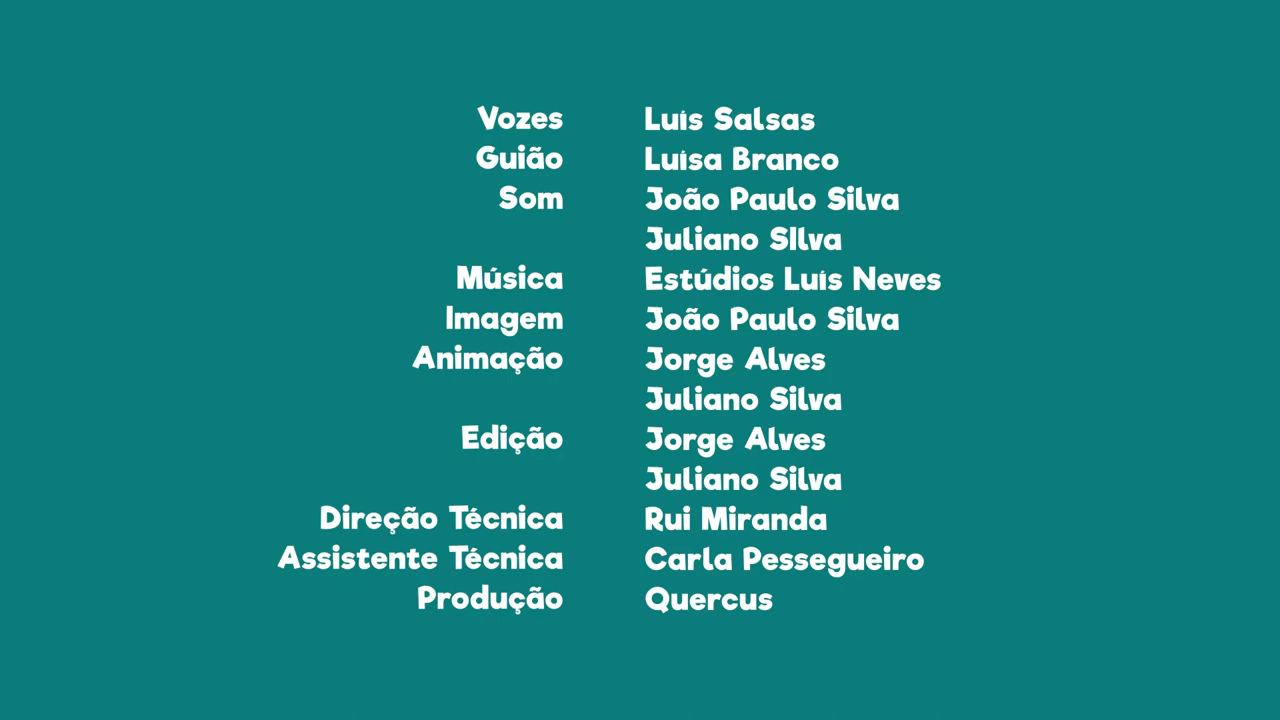 Vozes Luís Salsas
Guião Luísa Branco
Som João Paulo Silva
Juliano SIlva
Música Estúdios Luís Neves
Imagem João Paulo Silva
Animação Jorge Alves
Juliano Silva
Edição Jorge Alves
Juliano Silva
Direção Técnica Rui Miranda
Assistente Técnica Carla Pessegueiro
Produção Quercus